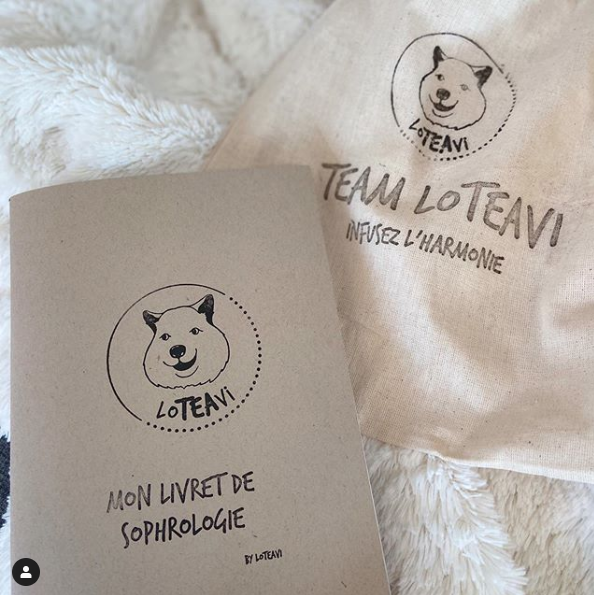 LOTEAVI
TEAM LOTEAVI
INFUSEZ L'HARMONIE
LOTEAVI
MON LIVRET DE
SOPHROLOGIE
BY LOTEAVI